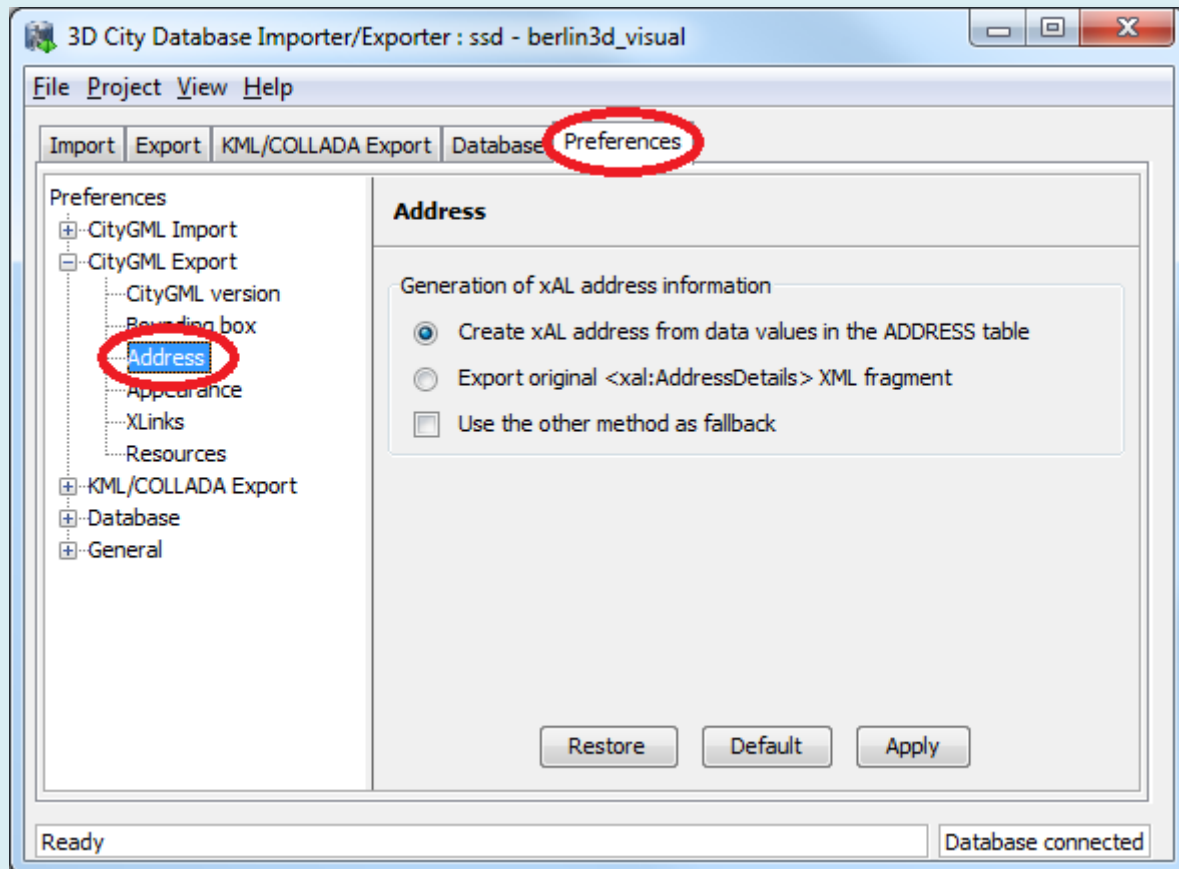 3D City Database Importer/Exporter : ssd - berlin3d_visual
File Project View Help
Import Export KML/COLLADA Export Database Preferences
Preferences
CityGML Import
CityGML Export
CityGML version
Bounding box
Address
Appearance
XLinks
Resources
KML/COLLADA Export
Database
General
Address
Generation of xAL address information
Create xAL address from data values in the ADDRESS table
Export original <xal:AddressDetails> XML fragment
Use the other method as fallback
Restore Default Apply
Ready Database connected